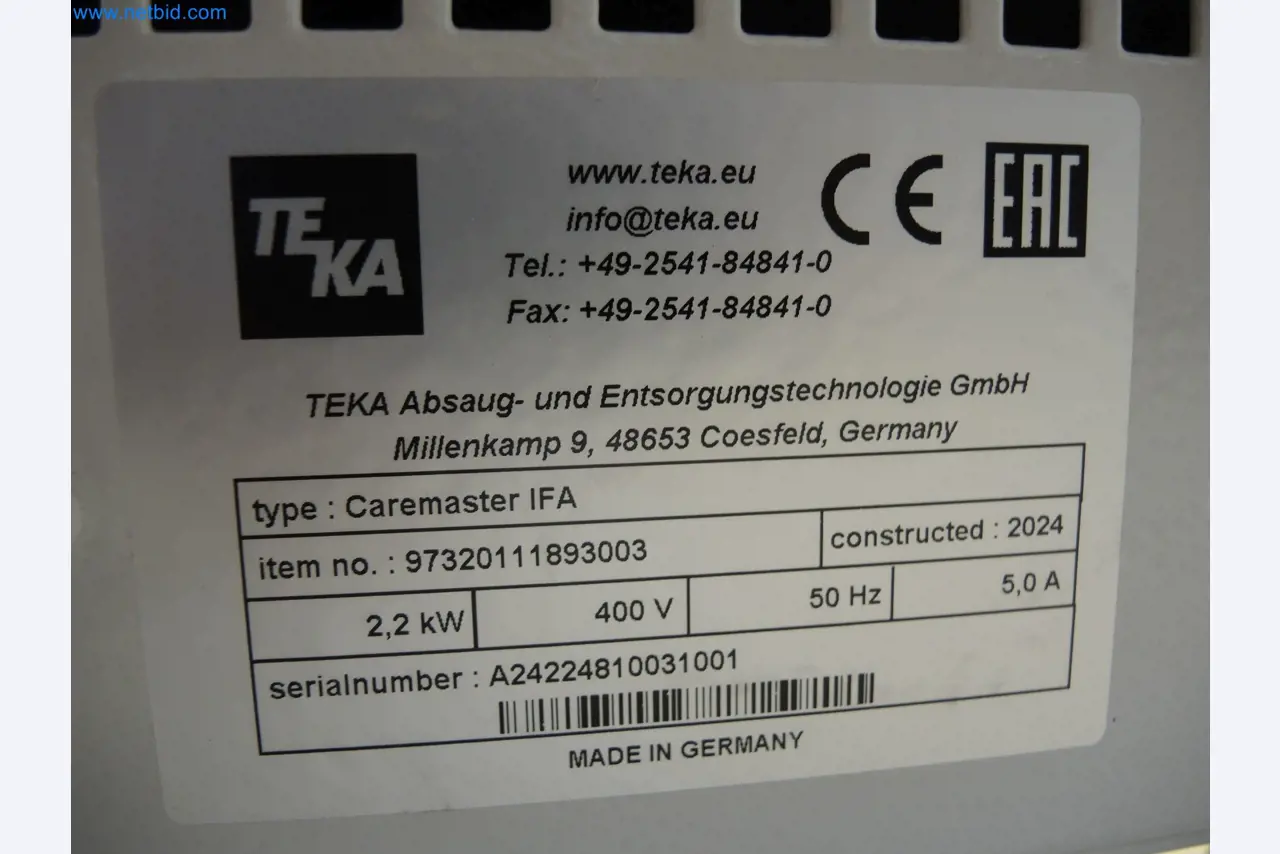 www.netbid.com
TEKA
www.teka.eu
info@teka.eu
Tel.: +49-2541-84841-0
Fax: +49-2541-84841-0
CE
EAC
TEKA Absaug- und Entsorgungstechnologie GmbH
Millenkamp 9, 48653 Coesfeld, Germany
type : Caremaster IFA
item no. : 97320111893003 constructed : 2024
2,2 kW 400 V 50 Hz 5,0 A
serialnumber : A24224810031001
MADE IN GERMANY